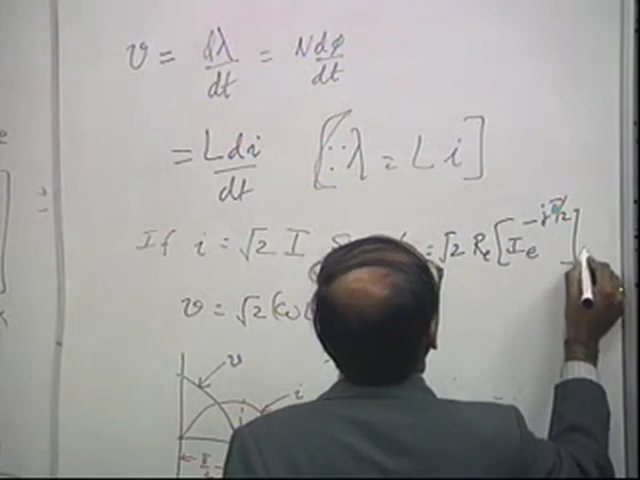 v = dλ/dt = N dφ/dt
= L di/dt [∵ λ = L i]
If i = √2 I S = √2 Re [I e^-jπ/2]
v = √2 (ω L
v
i